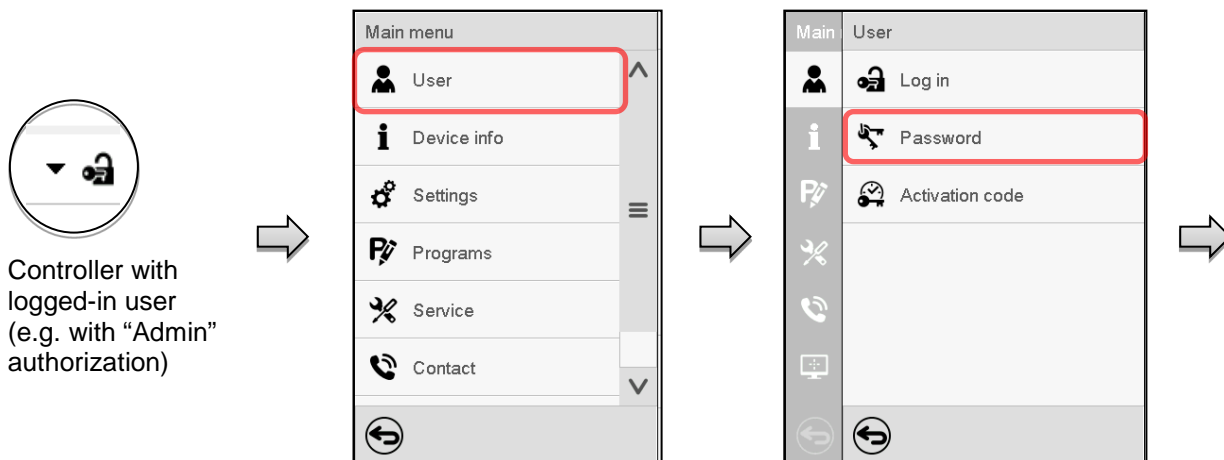 Controller with
logged-in user
(e.g. with “Admin”
authorization)
Main menu
User
Device info
Settings
Programs
Service
Contact
Main
User
Log in
Password
Activation code